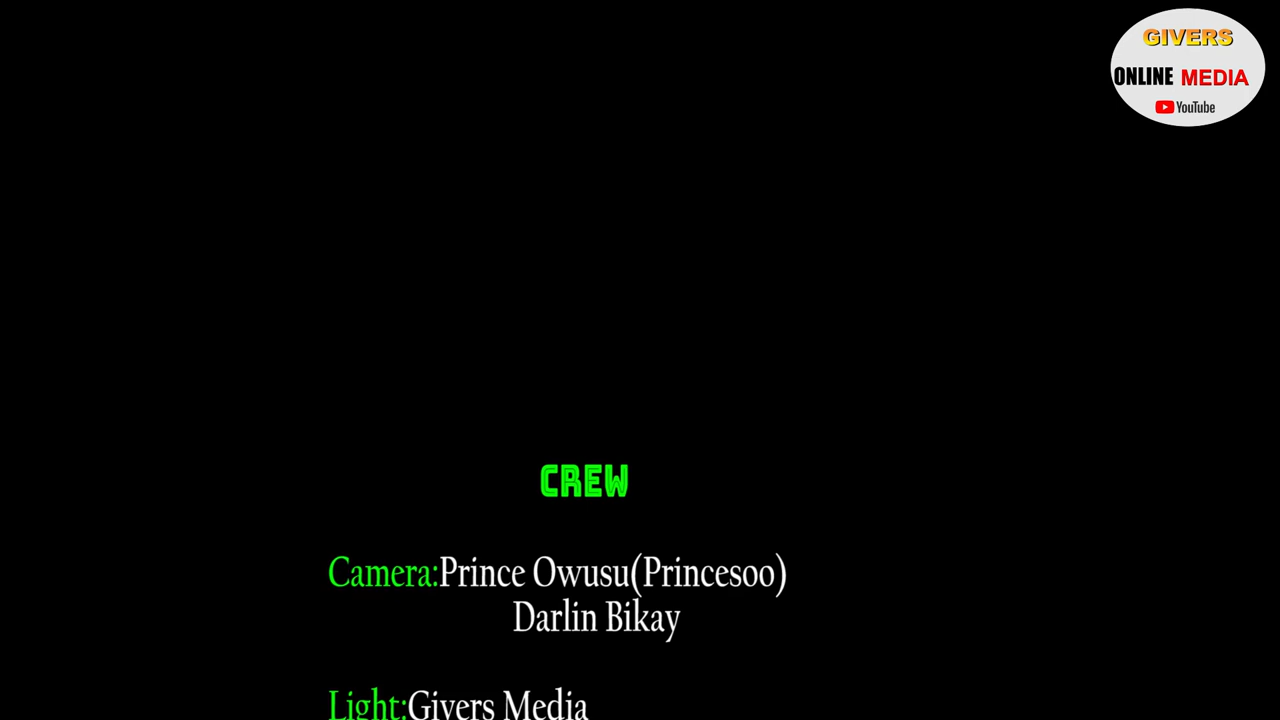 GIVERS
ONLINE MEDIA
YouTube
CREW
Camera:Prince Owusu(Princesoo)
Darlin Bikay
Light:Givers Media